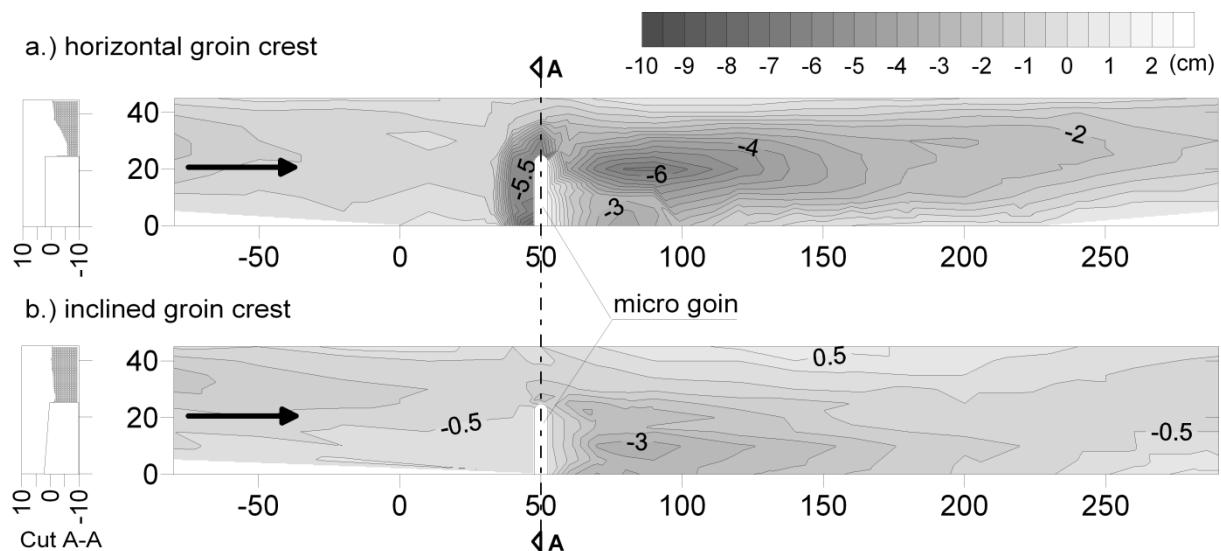 a.) horizontal groin crest
A
-10 -9 -8 -7 -6 -5 -4 -3 -2 -1 0 1 2 (cm)
40
20
0
10 0 -10
-5.5
-6
-3
-4
-2
-50 0 50 100 150 200 250
b.) inclined groin crest
micro goin
40
20
0
10 0 -10
-0.5
-3
0.5
-0.5
-50 0 50 100 150 200 250
Cut A-A
A